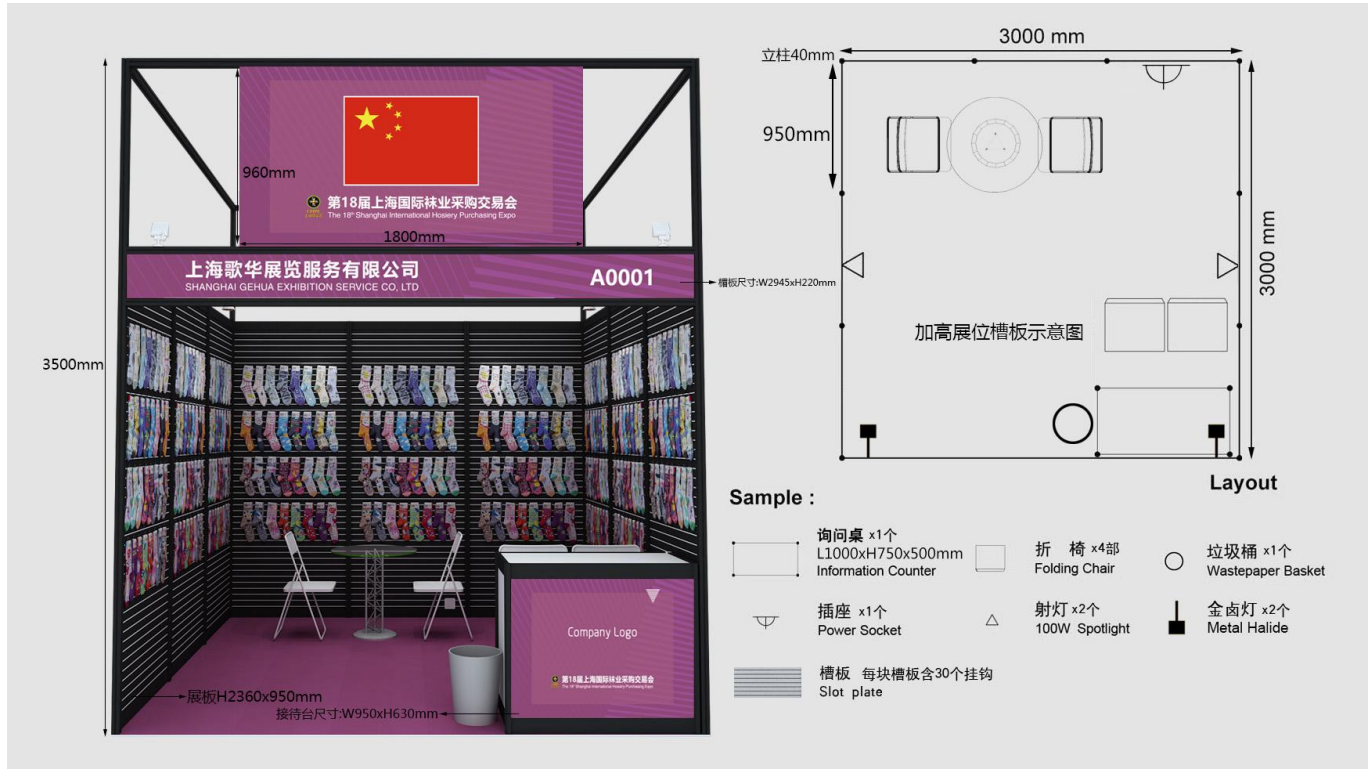 960mm
第18届上海国际袜业采购交易会
The 18th Shanghai International Hosiery Purchasing Expo
1800mm
上海歌华展览服务有限公司
SHANGHAI GEHUA EXHIBITION SERVICE CO, LTD
A0001
楣板尺寸:W2945xH220mm
3500mm
Company Logo
第18届上海国际袜业采购交易会
The 18th Shanghai International Hosiery Purchasing Expo
展板H2360x950mm
接待台尺寸:W950xH630mm
立柱40mm
3000 mm
950mm
3000 mm
加高展位槽板示意图
Layout
Sample :
询问桌 x1个
L1000xH750x500mm
Information Counter
折 椅 x4部
Folding Chair
垃圾桶 x1个
Wastepaper Basket
插座 x1个
Power Socket
射灯 x2个
100W Spotlight
金卤灯 x2个
Metal Halide
槽板 每块槽板含30个挂钩
Slot plate